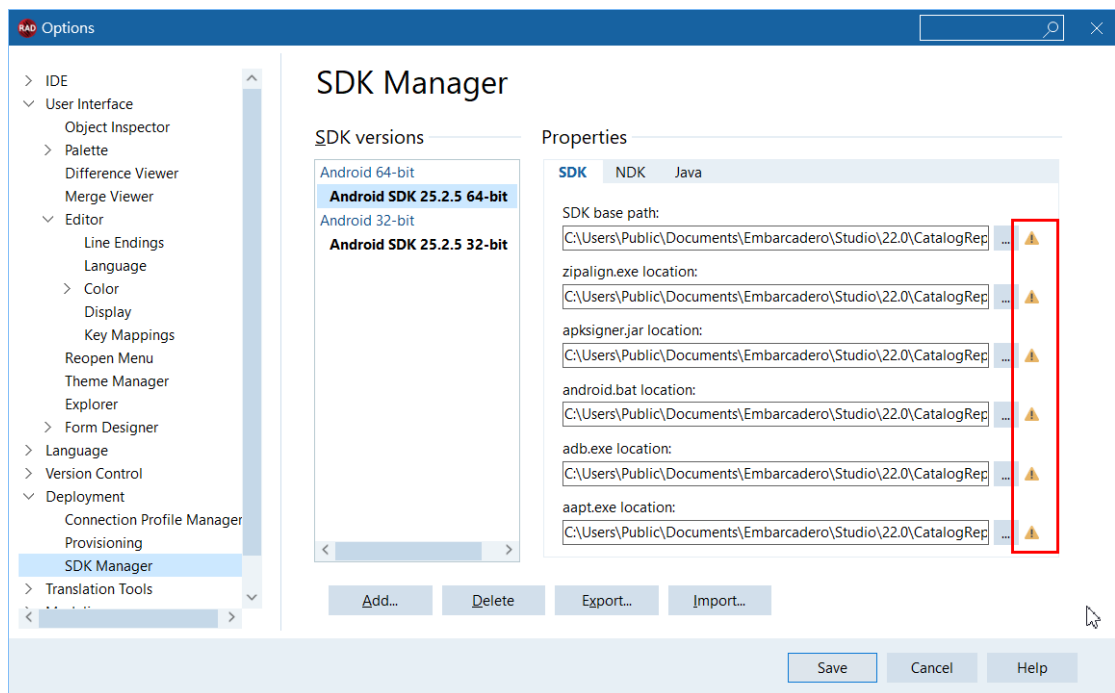 RAD Options
IDE
User Interface
Object Inspector
Palette
Difference Viewer
Merge Viewer
Editor
Line Endings
Language
Color
Display
Key Mappings
Reopen Menu
Theme Manager
Explorer
Form Designer
Language
Version Control
Deployment
Connection Profile Manager
Provisioning
SDK Manager
Translation Tools
SDK Manager
SDK versions
Android 64-bit
Android SDK 25.2.5 64-bit
Android 32-bit
Android SDK 25.2.5 32-bit
Properties
SDK NDK Java
SDK base path:
C:\Users\Public\Documents\Embarcadero\Studio\22.0\CatalogRep ...
zipalign.exe location:
C:\Users\Public\Documents\Embarcadero\Studio\22.0\CatalogRep ...
apksigner.jar location:
C:\Users\Public\Documents\Embarcadero\Studio\22.0\CatalogRep ...
android.bat location:
C:\Users\Public\Documents\Embarcadero\Studio\22.0\CatalogRep ...
adb.exe location:
C:\Users\Public\Documents\Embarcadero\Studio\22.0\CatalogRep ...
aapt.exe location:
C:\Users\Public\Documents\Embarcadero\Studio\22.0\CatalogRep ...
Add... Delete Export... Import...
Save Cancel Help